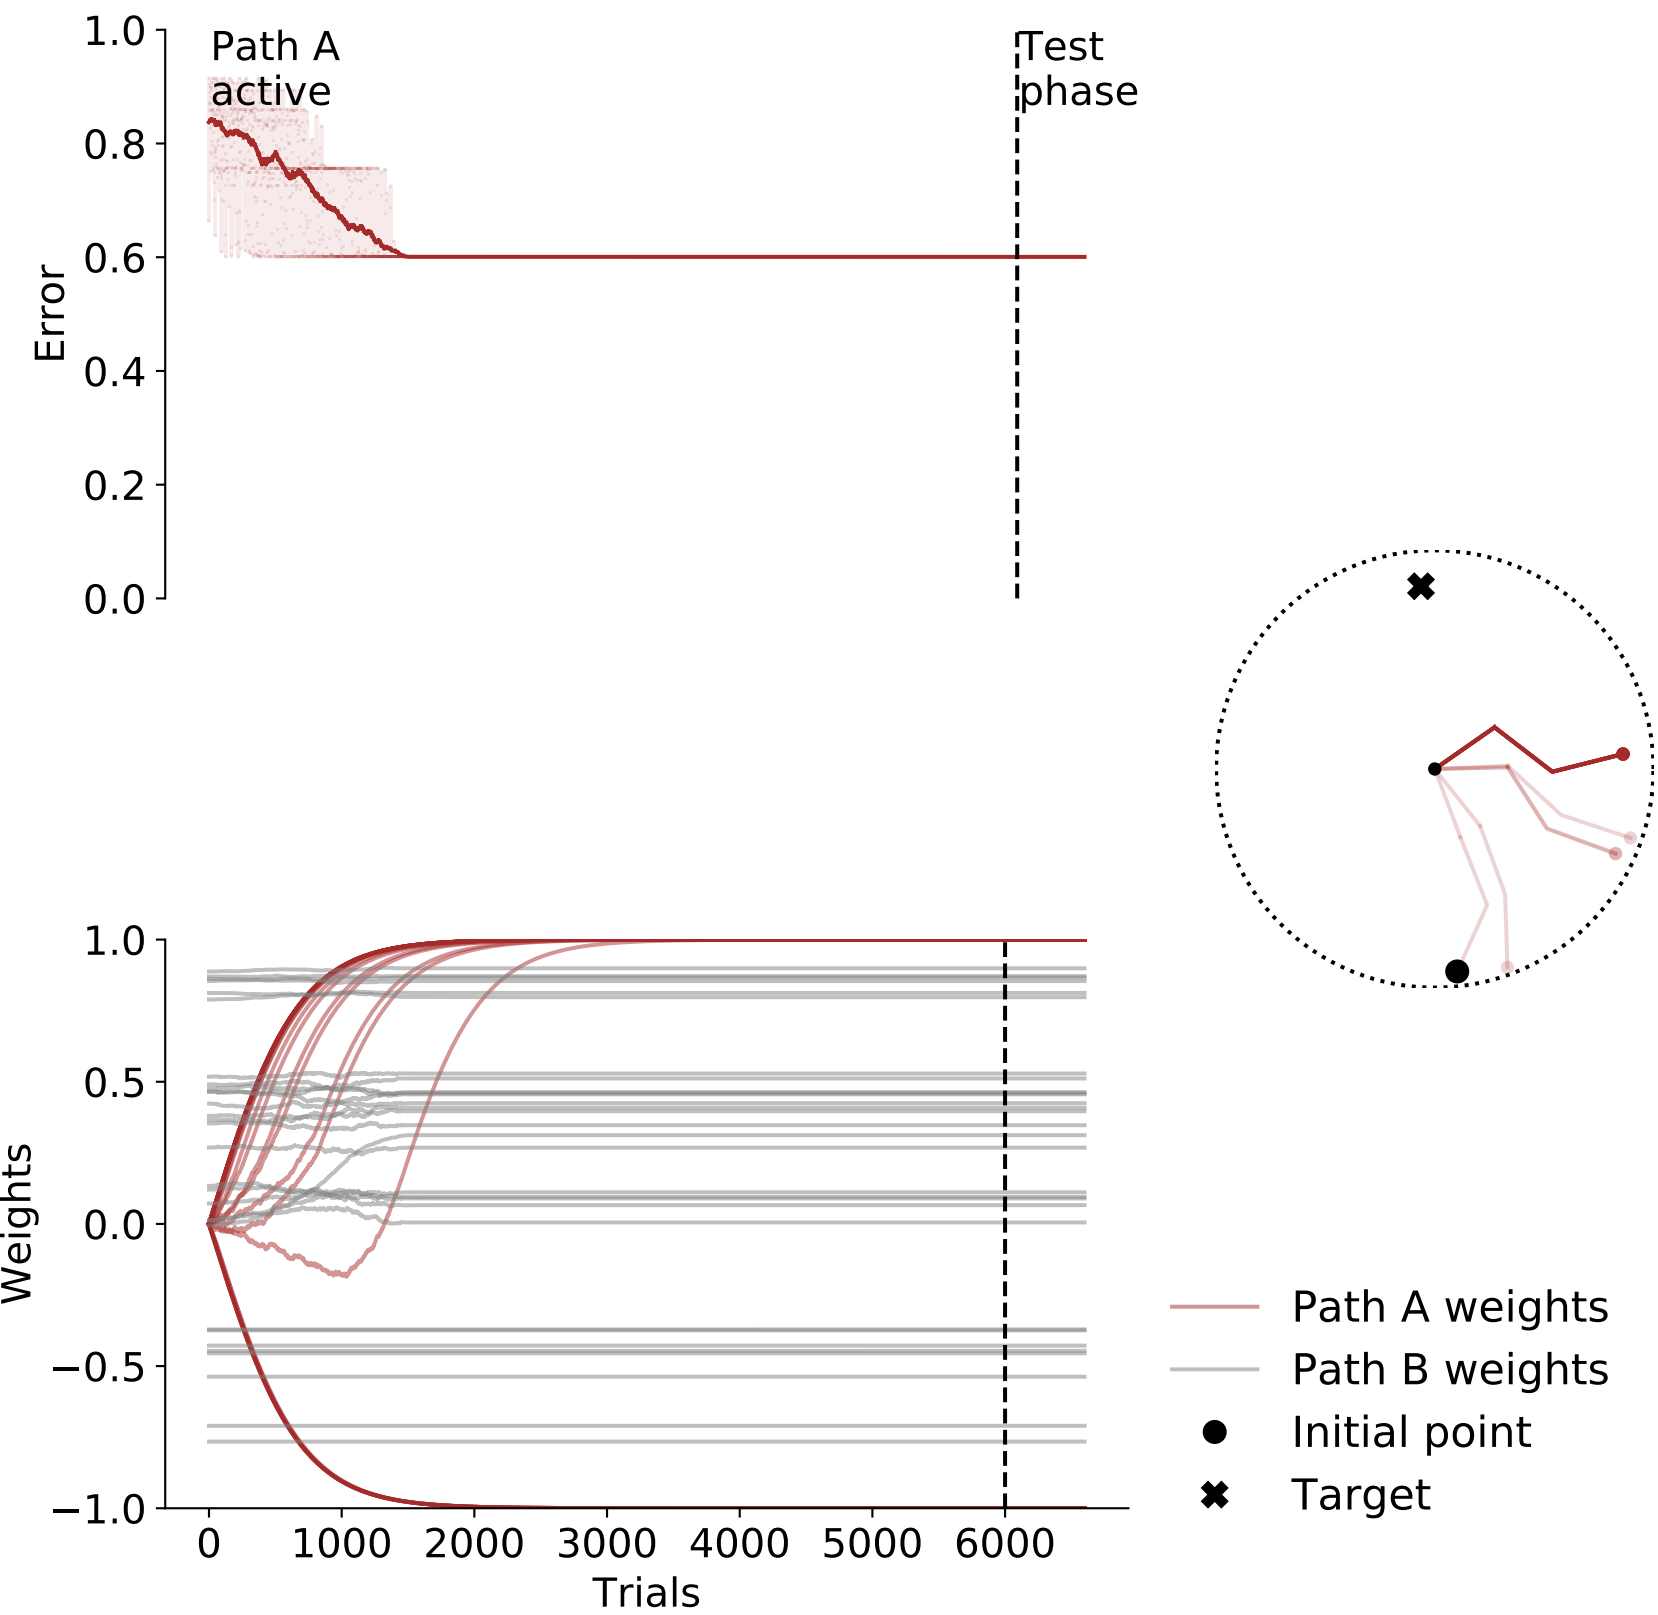 1.0
Path A
active
Test
phase
0.8
0.6
0.4
0.2
0.0
Error
1.0
0.5
0.0
−0.5
−1.0
Weights
0 1000 2000 3000 4000 5000 6000
Trials
Path A weights
Path B weights
Initial point
Target